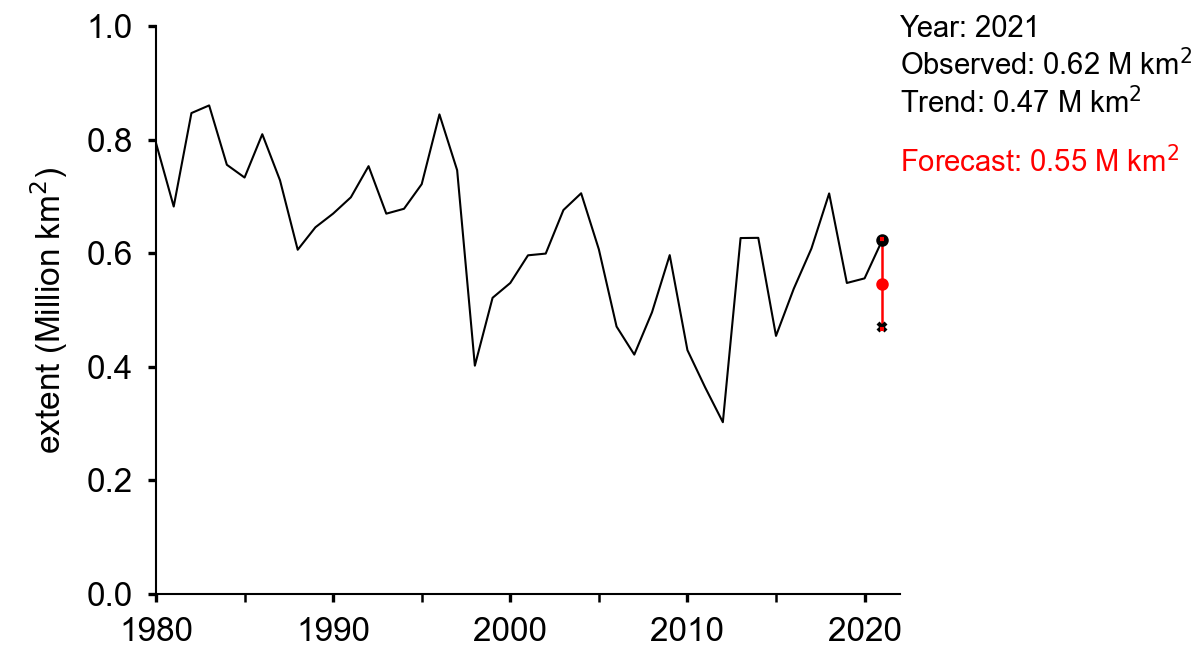 Year: 2021
Observed: 0.62 M km²
Trend: 0.47 M km²
Forecast: 0.55 M km²
extent (Million km²)
1.0
0.8
0.6
0.4
0.2
0.0
1980 1990 2000 2010 2020